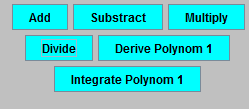 Add Substract Multiply
Divide Derive Polynom 1
Integrate Polynom 1